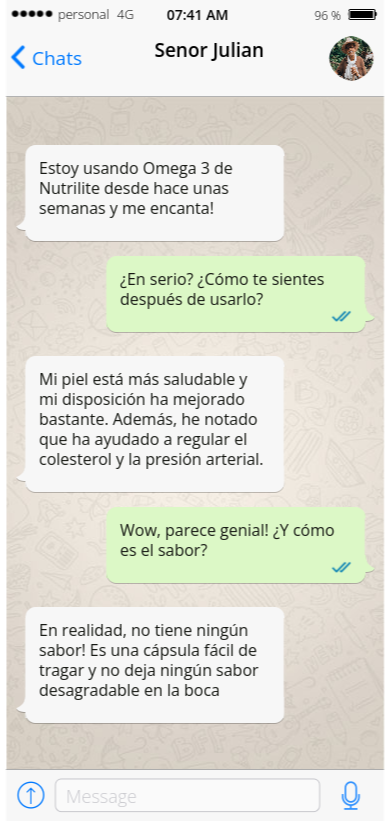 personal 4G 07:41 AM 96 %
Chats Senor Julian
Estoy usando Omega 3 de
Nutrilite desde hace unas
semanas y me encanta!
¿En serio? ¿Cómo te sientes
después de usarlo?
Mi piel está más saludable y
mi disposición ha mejorado
bastante. Además, he notado
que ha ayudado a regular el
colesterol y la presión arterial.
Wow, parece genial! ¿Y cómo
es el sabor?
En realidad, no tiene ningún
sabor! Es una cápsula fácil de
tragar y no deja ningún sabor
desagradable en la boca
Message